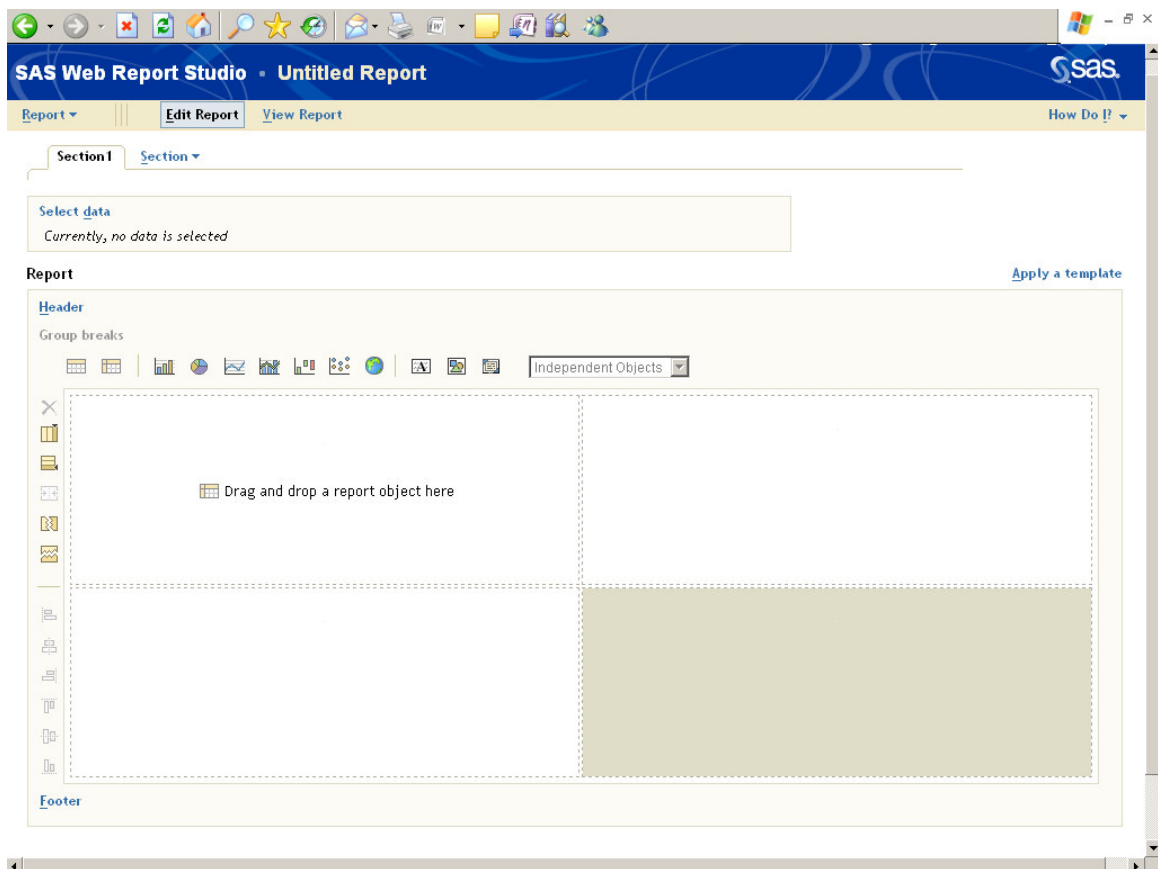 SAS Web Report Studio • Untitled Report
sas.
Report Edit Report View Report How Do I?
Section1 Section
Select data
Currently, no data is selected
Report Apply a template
Header
Group breaks
Independent Objects
Drag and drop a report object here
Footer